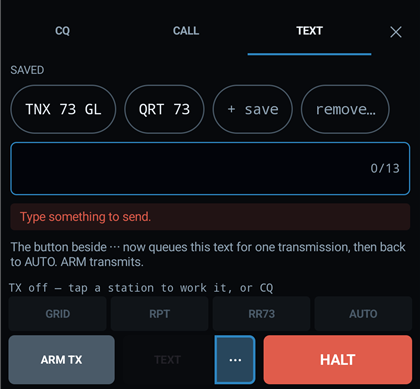 CQ CALL TEXT ×
SAVED
TNX 73 GL QRT 73 + save remove…
0/13
Type something to send.
The button beside ··· now queues this text for one transmission, then back
to AUTO. ARM transmits.
TX off — tap a station to work it, or CQ
GRID RPT RR73 AUTO
ARM TX TEXT ··· HALT